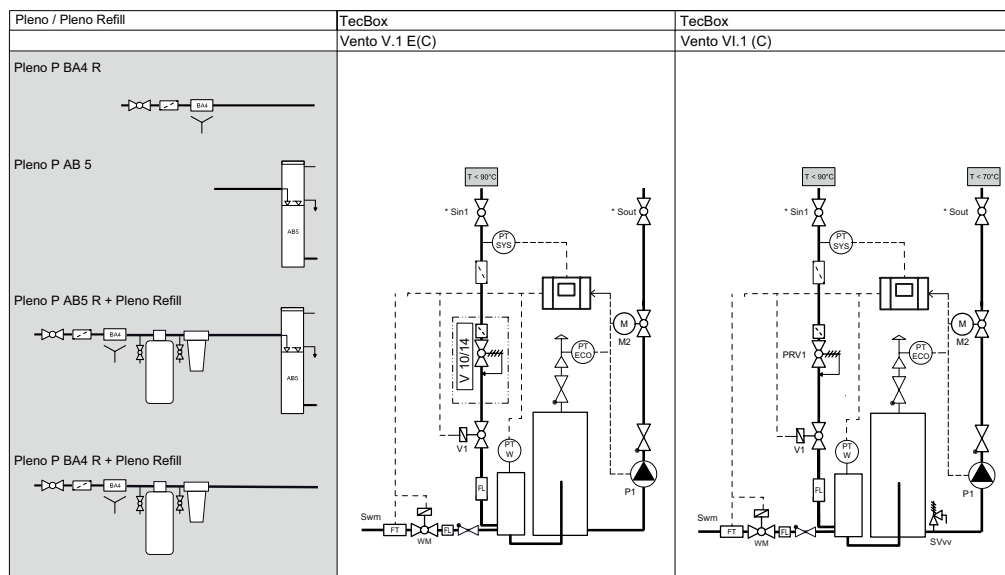 Pleno / Pleno Refill
TecBox
TecBox
Vento V.1 E(C)
Vento VI.1 (C)
Pleno P BA4 R
BA4
Pleno P AB 5
AB5
Pleno P AB5 R + Pleno Refill
BA4
AB5
Pleno P BA4 R + Pleno Refill
BA4
T < 90°C
* Sin1
* Sout
PT
SYS
M
M2
V 10/14
PT
ECO
V1
PT
W
FL
P1
Swm
FT
WM
FL
T < 90°C
T < 70°C
* Sin1
* Sout
PT
SYS
M
M2
PRV1
PT
ECO
V1
PT
W
FL
P1
Swm
FT
WM
FL
SVvv